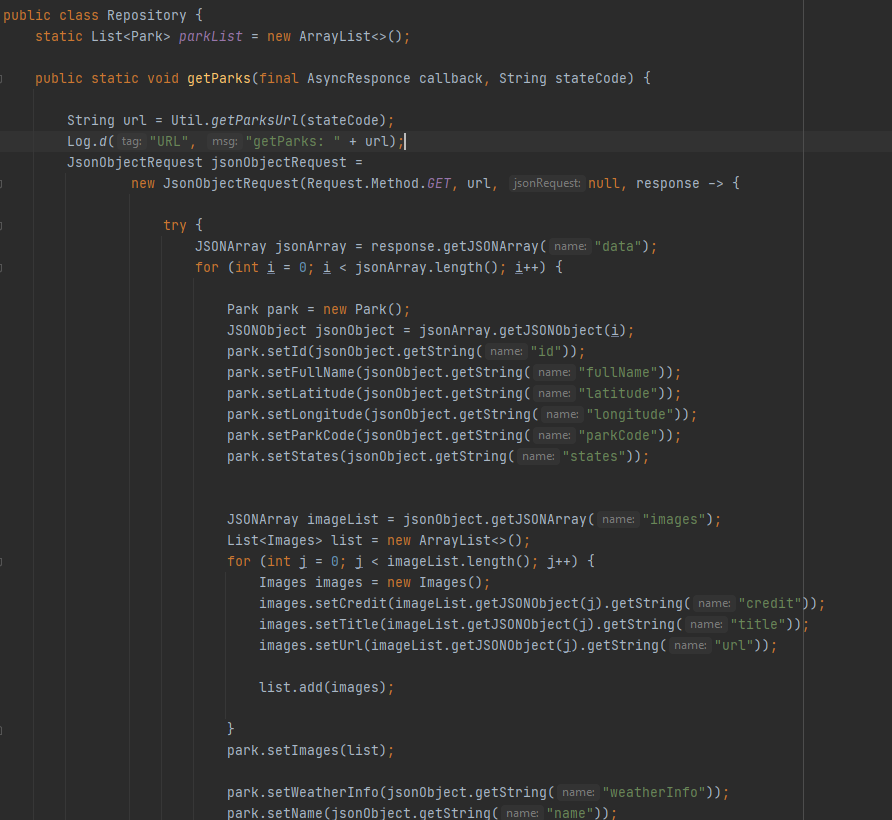 public class Repository {
static List<Park> parkList = new ArrayList<>();
public static void getParks(final AsyncResponce callback, String stateCode) {
String url = Util.getParksUrl(stateCode);
Log.d( tag: "URL", msg: "getParks: " + url);
JsonObjectRequest jsonObjectRequest =
new JsonObjectRequest(Request.Method.GET, url, jsonRequest: null, response -> {
try {
JSONArray jsonArray = response.getJSONArray( name: "data");
for (int i = 0; i < jsonArray.length(); i++) {
Park park = new Park();
JSONObject jsonObject = jsonArray.getJSONObject(i);
park.setId(jsonObject.getString( name: "id"));
park.setFullName(jsonObject.getString( name: "fullName"));
park.setLatitude(jsonObject.getString( name: "latitude"));
park.setLongitude(jsonObject.getString( name: "longitude"));
park.setParkCode(jsonObject.getString( name: "parkCode"));
park.setStates(jsonObject.getString( name: "states"));
JSONArray imageList = jsonObject.getJSONArray( name: "images");
List<Images> list = new ArrayList<>();
for (int j = 0; j < imageList.length(); j++) {
Images images = new Images();
images.setCredit(imageList.getJSONObject(j).getString( name: "credit"));
images.setTitle(imageList.getJSONObject(j).getString( name: "title"));
images.setUrl(imageList.getJSONObject(j).getString( name: "url"));
list.add(images);
}
park.setImages(list);
park.setWeatherInfo(jsonObject.getString( name: "weatherInfo"));
park.setName(jsonObject.getString( name: "name"));